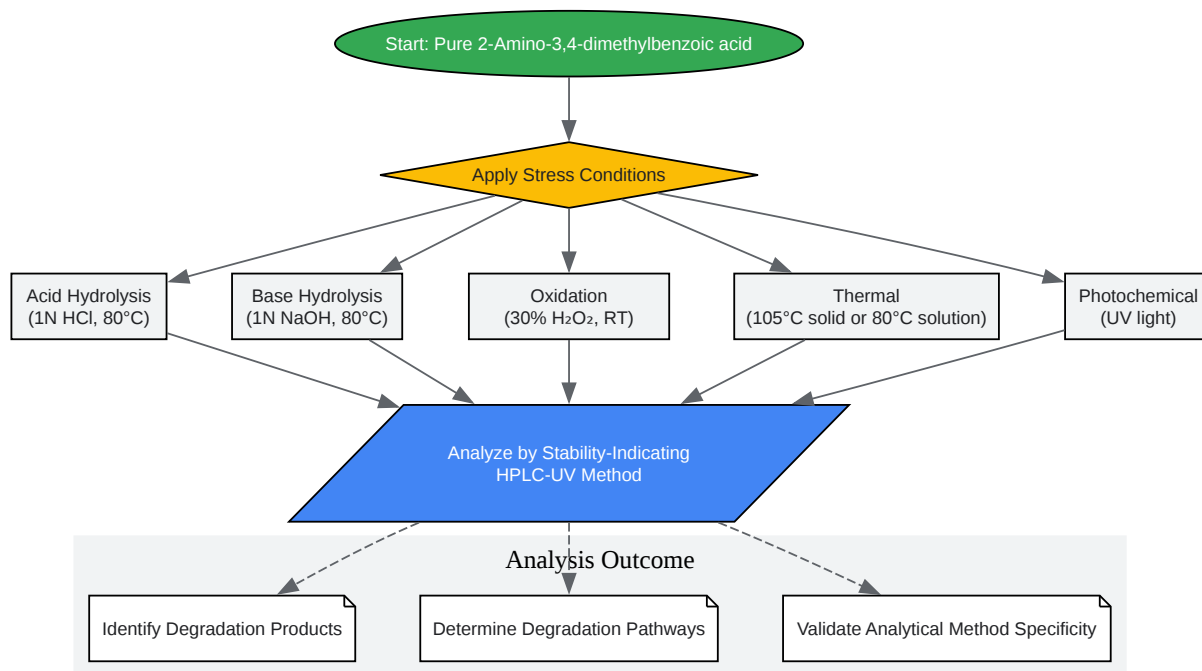 Start: Pure 2-Amino-3,4-dimethylbenzoic acid
Apply Stress Conditions
Acid Hydrolysis
(1N HCl, 80°C)
Base Hydrolysis
(1N NaOH, 80°C)
Oxidation
(30% H₂O₂, RT)
Thermal
(105°C solid or 80°C solution)
Photochemical
(UV light)
Analyze by Stability-Indicating
HPLC-UV Method
Analysis Outcome
Identify Degradation Products
Determine Degradation Pathways
Validate Analytical Method Specificity